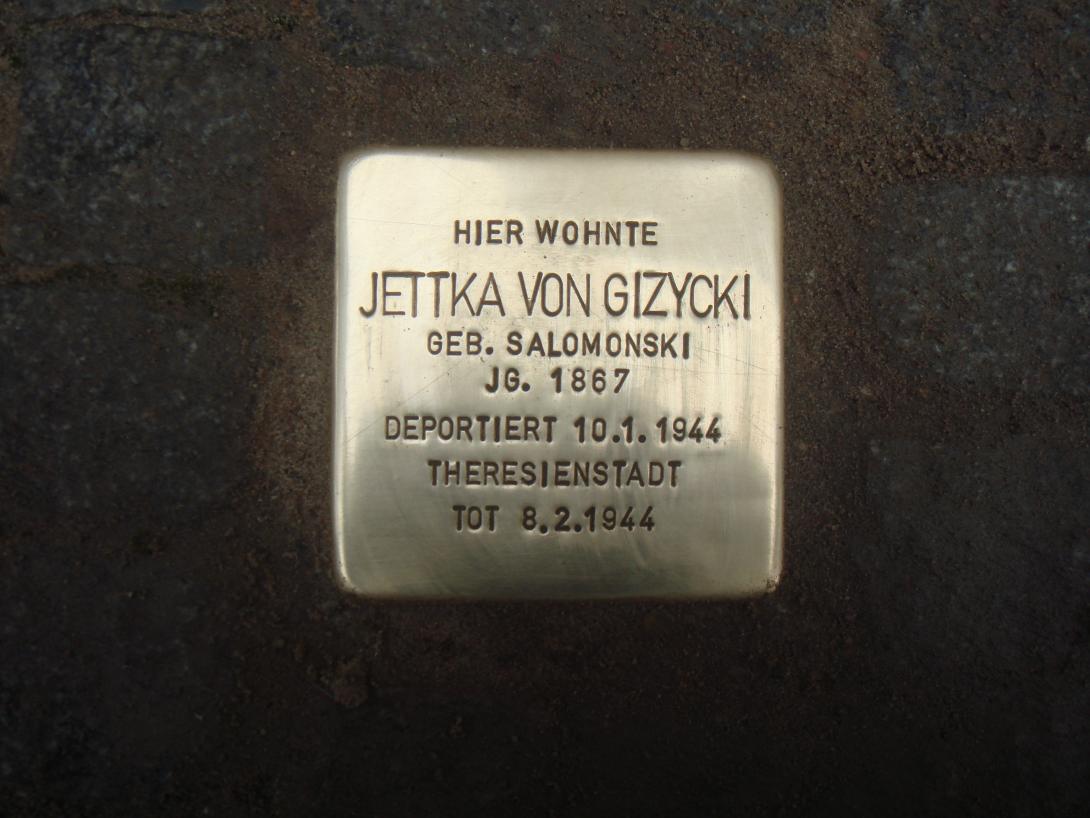 HIER WOHNTE
JETTKA VON GIZYCKI
GEB. SALOMONSKI
JG. 1867
DEPORTIERT 10.1.1944
THERESIENSTADT
TOT 8.2.1944